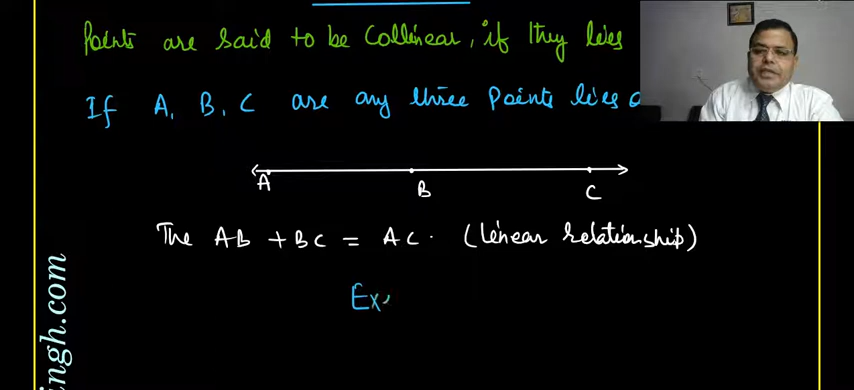 Points are said to be Collinear, if they lies
If A, B, C are any three points lies
A B C
The AB + BC = AC. (linear relationship)
Ex
ingh.com